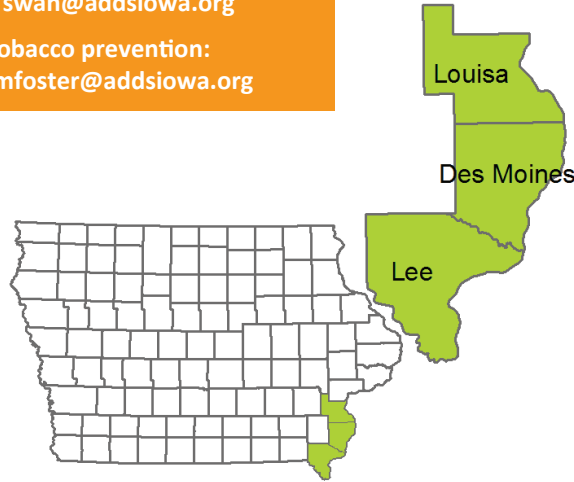 swan@addsiowa.org
obacco prevention:
mfoster@addsiowa.org
Louisa
Des Moines
Lee